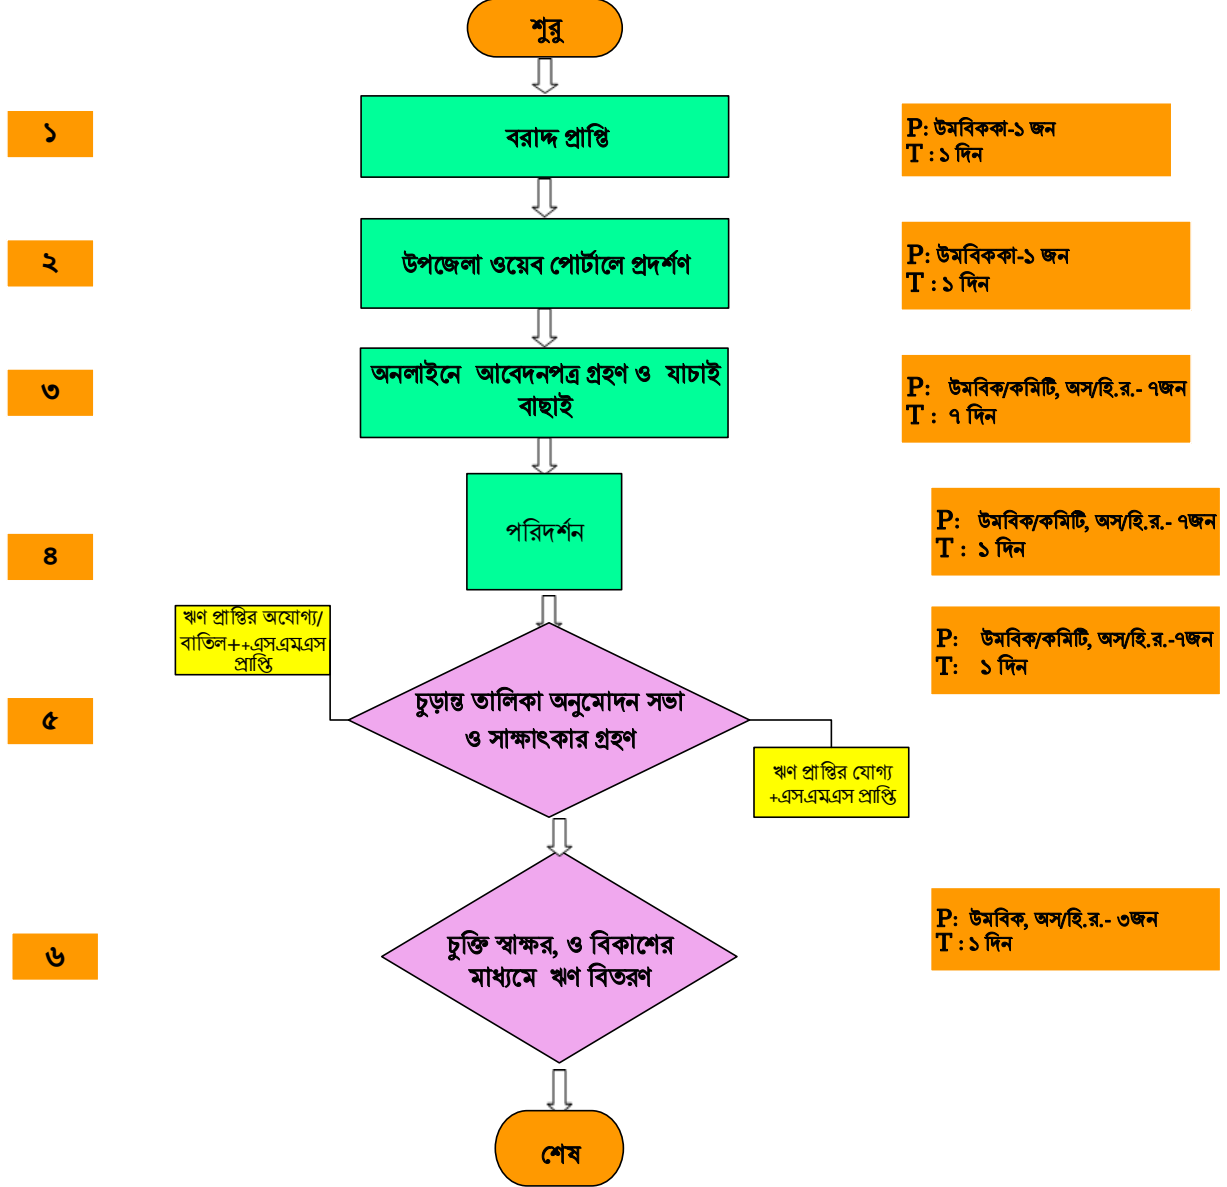 শুরু
১
বরাদ্দ প্রাপ্তি
P: উমবিককা-১ জন
T : ১ দিন
২
উপজেলা ওয়েব পোর্টালে প্রদর্শণ
P: উমবিককা-১ জন
T : ১ দিন
৩
অনলাইনে আবেদনপত্র গ্রহণ ও যাচাই
বাছাই
P: উমবিক/কমিটি, অস/হি.র.- ৭জন
T : ৭ দিন
৪
পরিদর্শন
P: উমবিক/কমিটি, অস/হি.র.- ৭জন
T : ১ দিন
ঋণ প্রাপ্তির অযোগ্য/
বাতিল++এসএমএস
প্রাপ্তি
P: উমবিক/কমিটি, অস/হি.র.-৭জন
T: ১ দিন
৫
চুড়ান্ত তালিকা অনুমোদন সভা
ও সাক্ষাৎকার গ্রহণ
ঋণ প্রাপ্তির যোগ্য
+এসএমএস প্রাপ্তি
৬
চুক্তি স্বাক্ষর, ও বিকাশের
মাধ্যমে ঋণ বিতরণ
P: উমবিক, অস/হি.র.- ৩জন
T : ১ দিন
শেষ